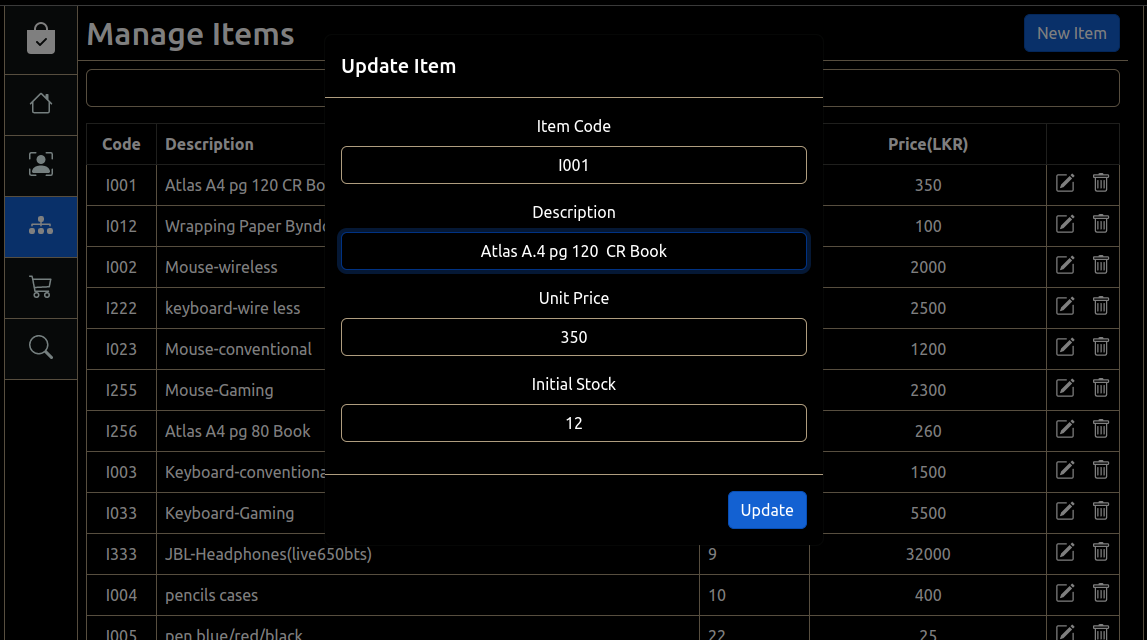 Manage Items
New Item
Update Item
Item Code
I001
Description
Atlas A.4 pg 120  CR Book
Unit Price
350
Initial Stock
12
Update
Code Description Price(LKR)
I001 Atlas A4 pg 120 CR Bo 350
I012 Wrapping Paper Bynd 100
I002 Mouse-wireless 2000
I222 keyboard-wire less 2500
I023 Mouse-conventional 1200
I255 Mouse-Gaming 2300
I256 Atlas A4 pg 80 Book 260
I003 Keyboard-conventiona 1500
I033 Keyboard-Gaming 5500
I333 JBL-Headphones(live650bts) 9 32000
I004 pencils cases 10 400
I005 pen blue/red/black 22 25